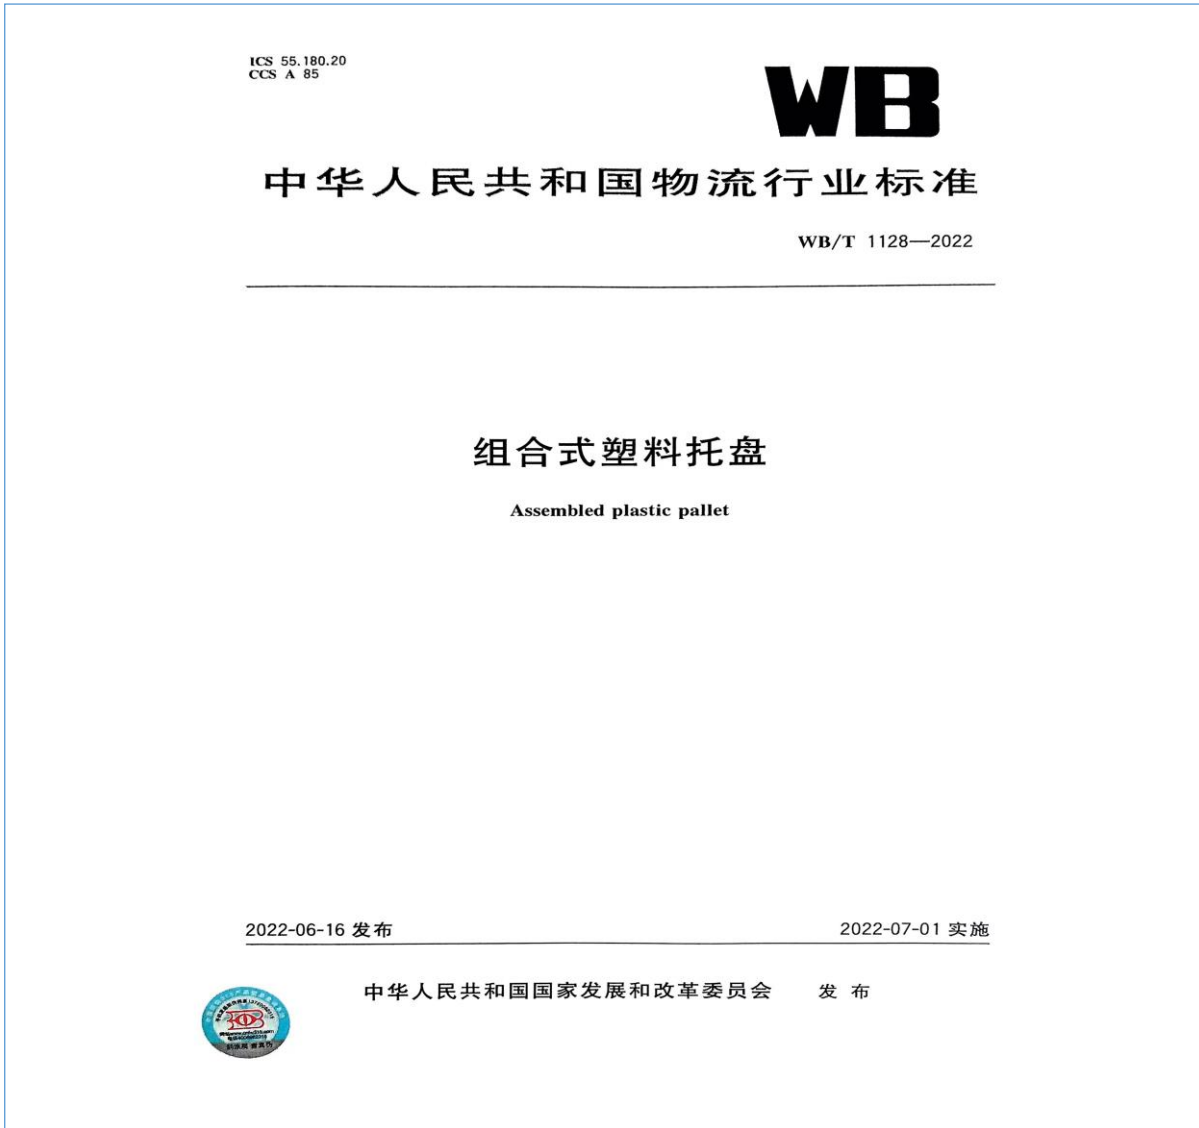 ICS 55.180.20
CCS A 85
WB
中华人民共和国物流行业标准
WB/T 1128—2022
组合式塑料托盘
Assembled plastic pallet
2022-06-16 发布
2022-07-01 实施
中华人民共和国国家发展和改革委员会 发布